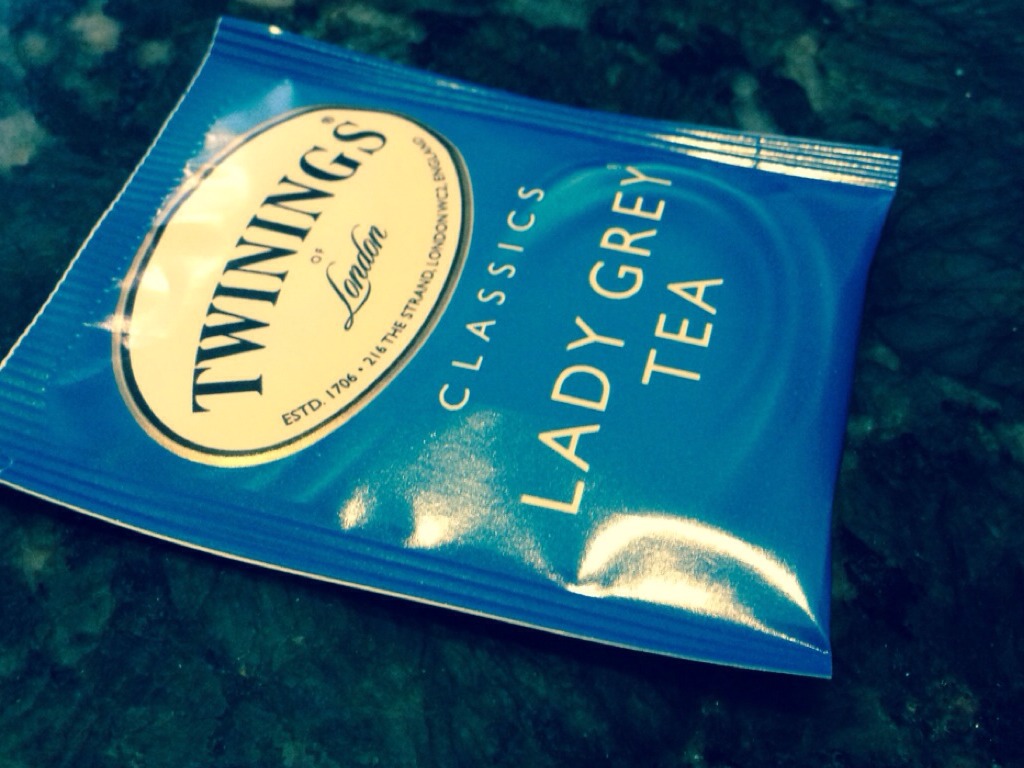 TWININGS®
OF
London
ESTD. 1706 • 216 THE STRAND, LONDON WC2, ENGLAND
CLASSICS
LADY GREY
TEA